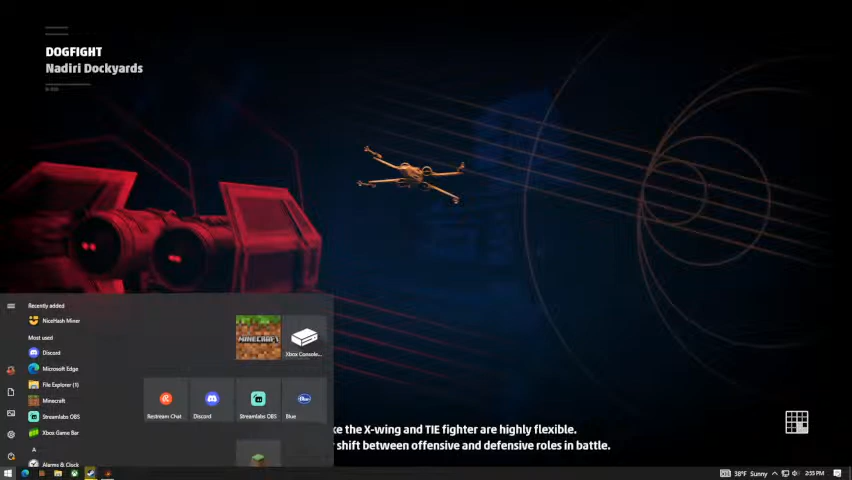 DOGFIGHT
Nadiri Dockyards
Recently added
NiceHash Miner
Most used
Discord
Microsoft Edge
File Explorer (1)
Minecraft
Streamlabs OBS
Xbox Game Bar
A
Alarms & Clock
MINECRAFT
Xbox Console...
Restream Chat
Discord
Streamlabs OBS
Blue
ke the X-wing and TIE fighter are highly flexible.
shift between offensive and defensive roles in battle.
38°F Sunny
2:55 PM